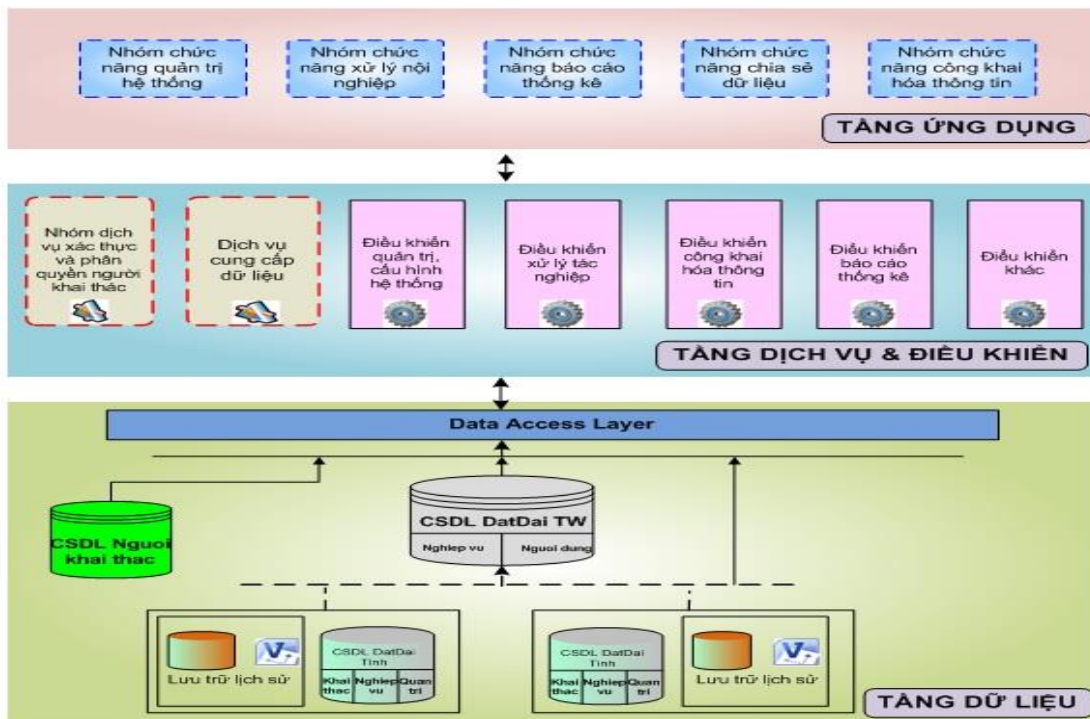 Nhóm chức
năng quản trị
hệ thống
Nhóm chức
năng xử lý nội
nghiệp
Nhóm chức
năng báo cáo
thống kê
Nhóm chức
năng chia sẻ
dữ liệu
Nhóm chức
năng công khai
hóa thông tin
TẦNG ỨNG DỤNG
Nhóm dịch
vụ xác thực
và phân
quyền người
khai thác
Dịch vụ
cung cấp
dữ liệu
Điều khiển
quản trị,
cấu hình
hệ thống
Điều khiển
xử lý tác
nghiệp
Điều khiển
công khai
hóa thông
tin
Điều khiển
báo cáo
thống kê
Điều khiển
khác
TẦNG DỊCH VỤ & ĐIỀU KHIỂN
Data Access Layer
CSDL Nguoi
khai thac
CSDL DatDai TW
Nghiep vu
Nguoi dung
Lưu trữ lịch sử
CSDL DatDai
Tinh
Khai
thac
Nghiep
vu
Quan
tri
CSDL DatDai
Tinh
Khai
thac
Nghiep
vu
Quan
tri
Lưu trữ lịch sử
TẦNG DỮ LIỆU